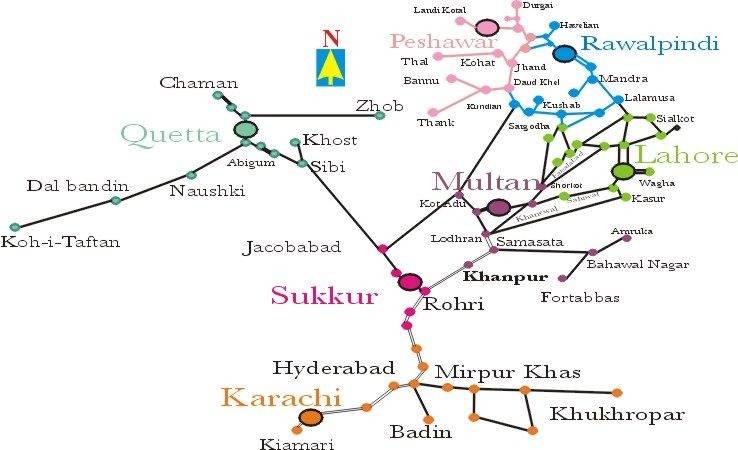 Durgai
Landi Kotal
Havelian
N
Peshawar
Rawalpindi
Thal
Kohat
Jhand
Chaman
Bannu
Daud Khel
Mandra
Zhob
Kundian
Kushab
Lalamusa
Thank
Sialkot
Quetta
Sargodha
Khost
Lahore
Abigum
Sibi
Faisalabad
Multan
Shorkot
Wagha
Dal bandin
Naushki
Kot Adu
Sahiwal
Kasur
Khanewal
Koh-i-Taftan
Jacobabad
Lodhran
Samasata
Amruka
Khanpur
Bahawal Nagar
Sukkur
Rohri
Fortabbas
Hyderabad
Mirpur Khas
Karachi
Khukhropar
Badin
Kiamari